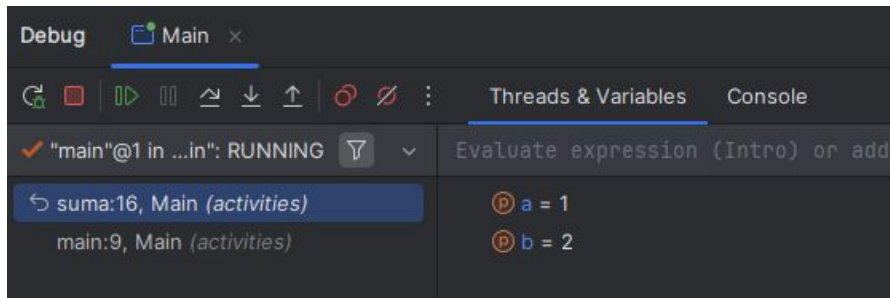 Debug Main
Threads & Variables Console
"main"@1 in ...in": RUNNING
Evaluate expression (Intro) or add
suma:16, Main (activities)
main:9, Main (activities)
p a = 1
p b = 2